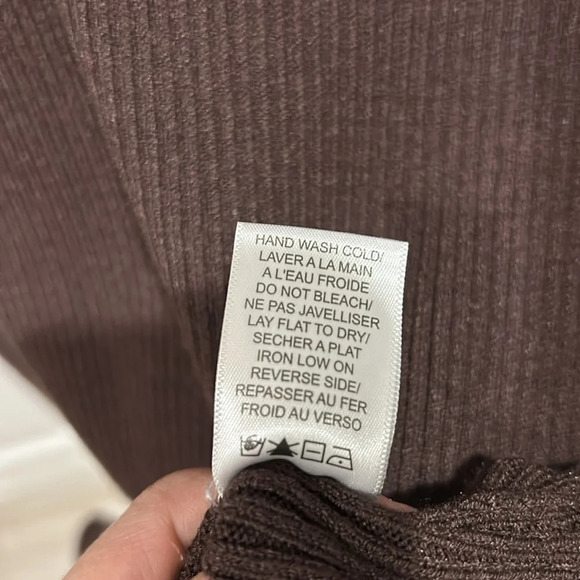 HAND WASH COLD/
LAVER A LA MAIN
A L'EAU FROIDE
DO NOT BLEACH/
NE PAS JAVELLISER
LAY FLAT TO DRY/
SECHER A PLAT
IRON LOW ON
REVERSE SIDE/
REPASSER AU FER
FROID AU VERSO